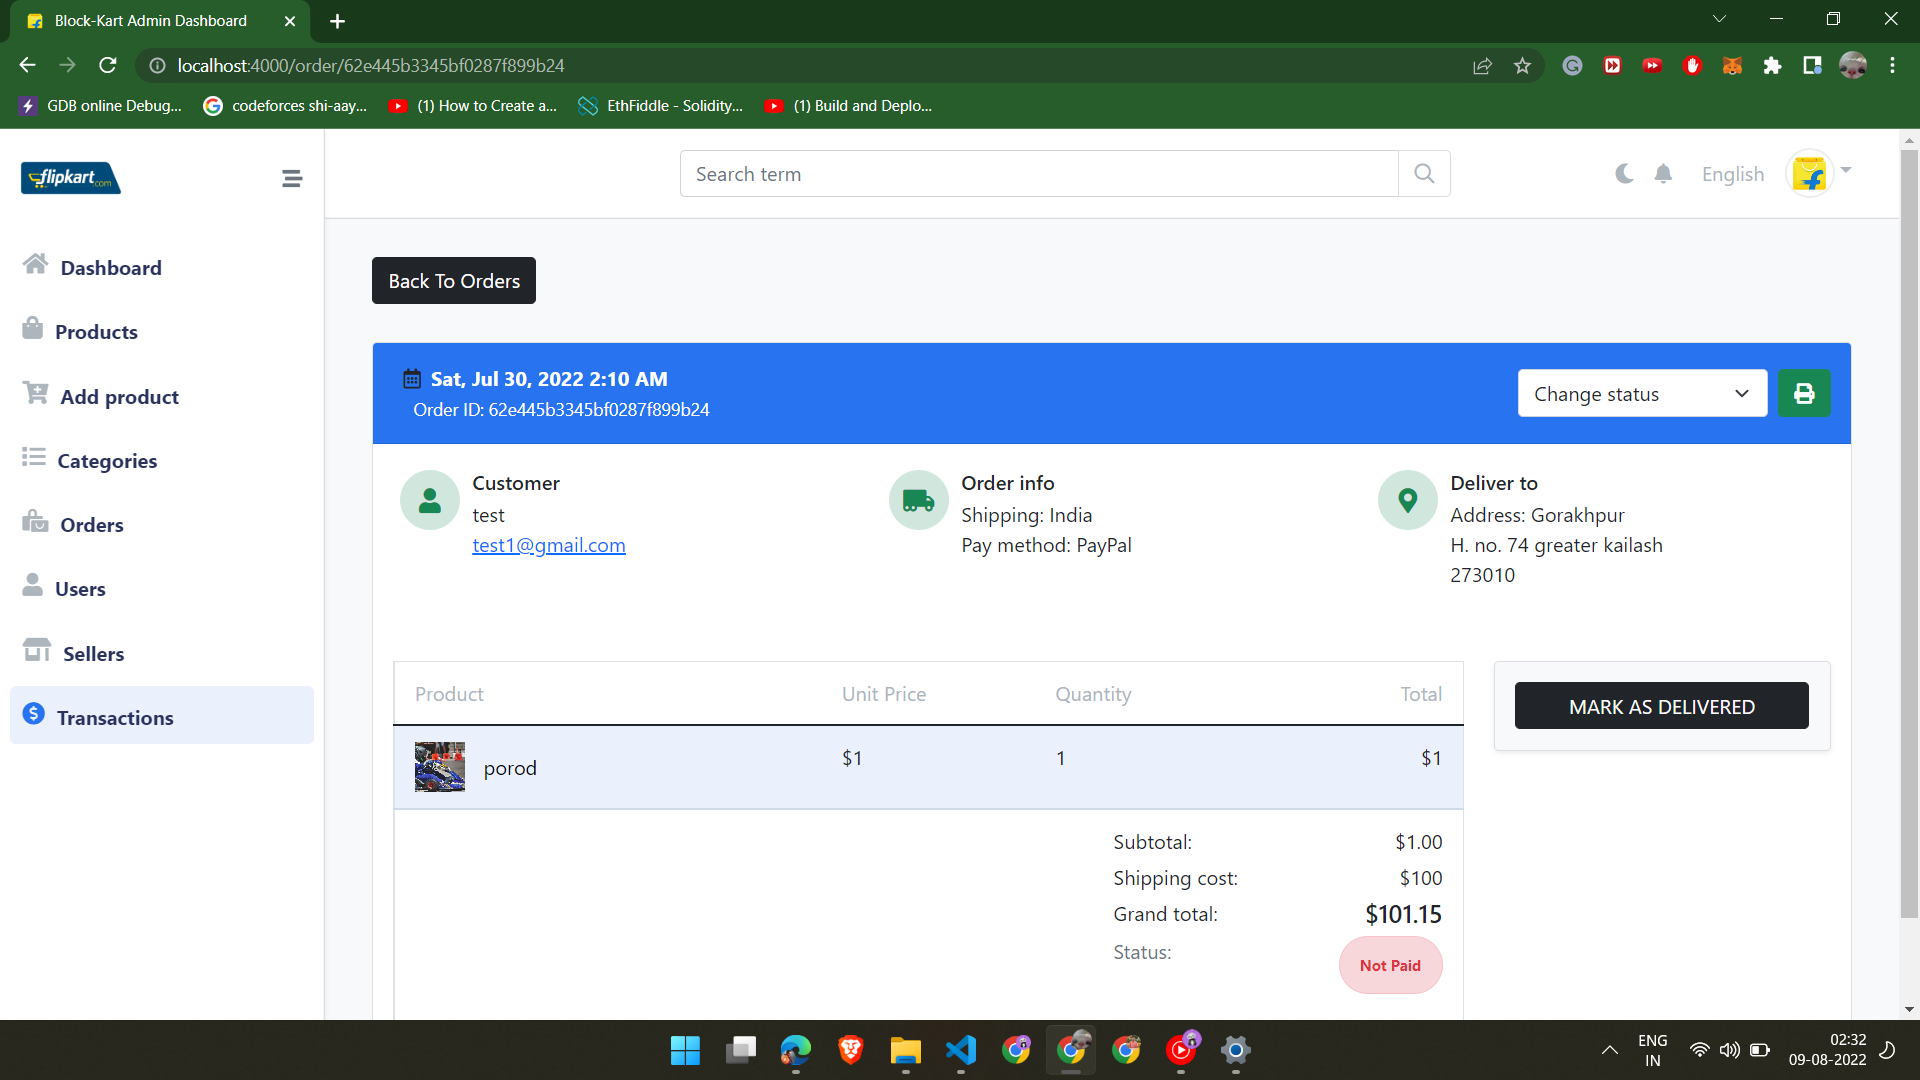 Block-Kart Admin Dashboard
localhost:4000/order/62e445b3345bf0287f899b24
GDB online Debug...
codeforces shi-aay...
(1) How to Create a...
EthFiddle - Solidity...
(1) Build and Deplo...
flipkart.com
Search term
English
Dashboard
Products
Add product
Categories
Orders
Users
Sellers
Transactions
Back To Orders
Sat, Jul 30, 2022 2:10 AM
Order ID: 62e445b3345bf0287f899b24
Change status
Customer
test
test1@gmail.com
Order info
Shipping: India
Pay method: PayPal
Deliver to
Address: Gorakhpur
H. no. 74 greater kailash
273010
Product Unit Price Quantity Total
porod $1 1 $1
Subtotal: $1.00
Shipping cost: $100
Grand total: $101.15
Status: Not Paid
MARK AS DELIVERED
ENG
IN
02:32
09-08-2022